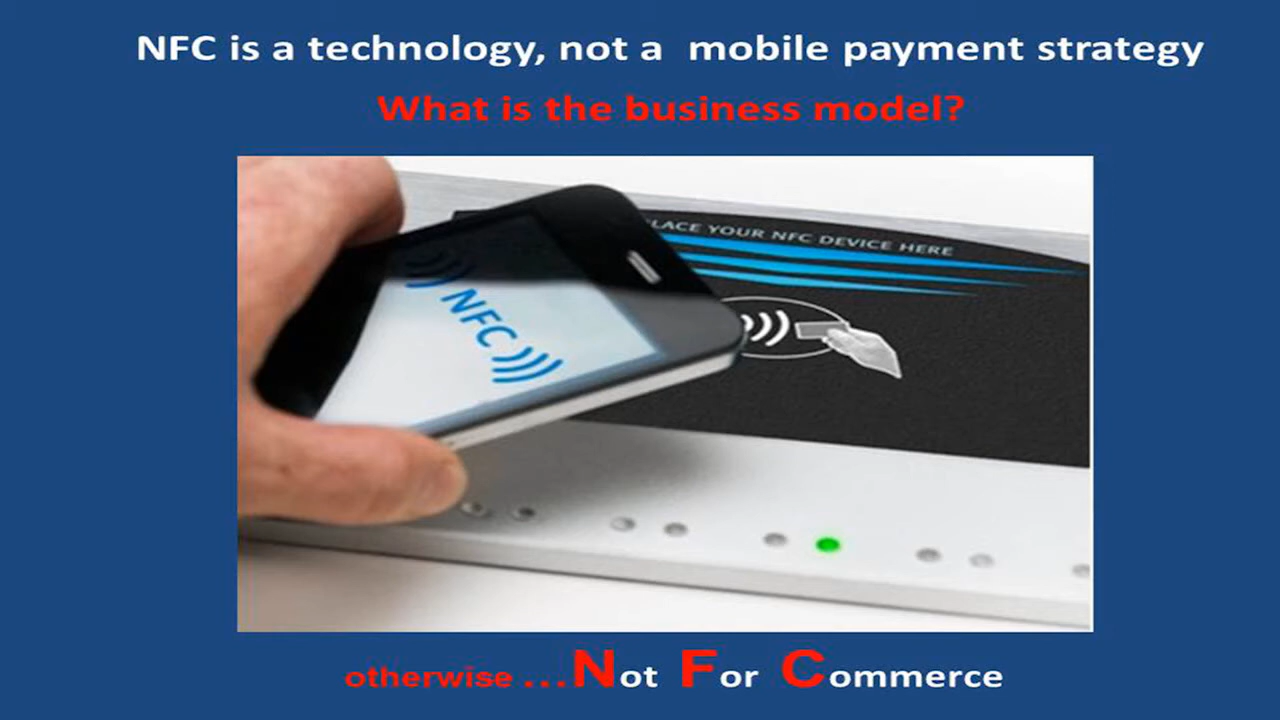 NFC is a technology, not a mobile payment strategy
What is the business model?
LACE YOUR NFC DEVICE HERE
NFC
otherwise ...Not For Commerce